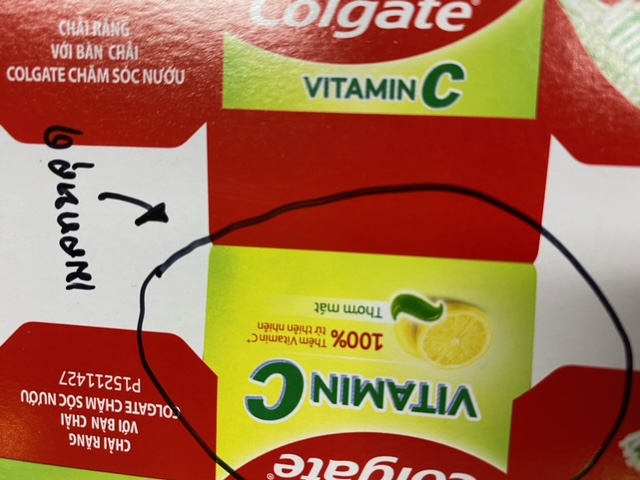 CHẢI RĂNG
VỚI BÀN CHẢI
COLGATE CHĂM SÓC NƯỚU
Colgate
VITAMIN C
Colgate
VITAMIN C
100% Thêm Vitamin C*
từ thiên nhiên
Thơm mát
CHẢI RĂNG
VỚI BÀN CHẢI
COLGATE CHĂM SÓC NƯỚU
P15211427